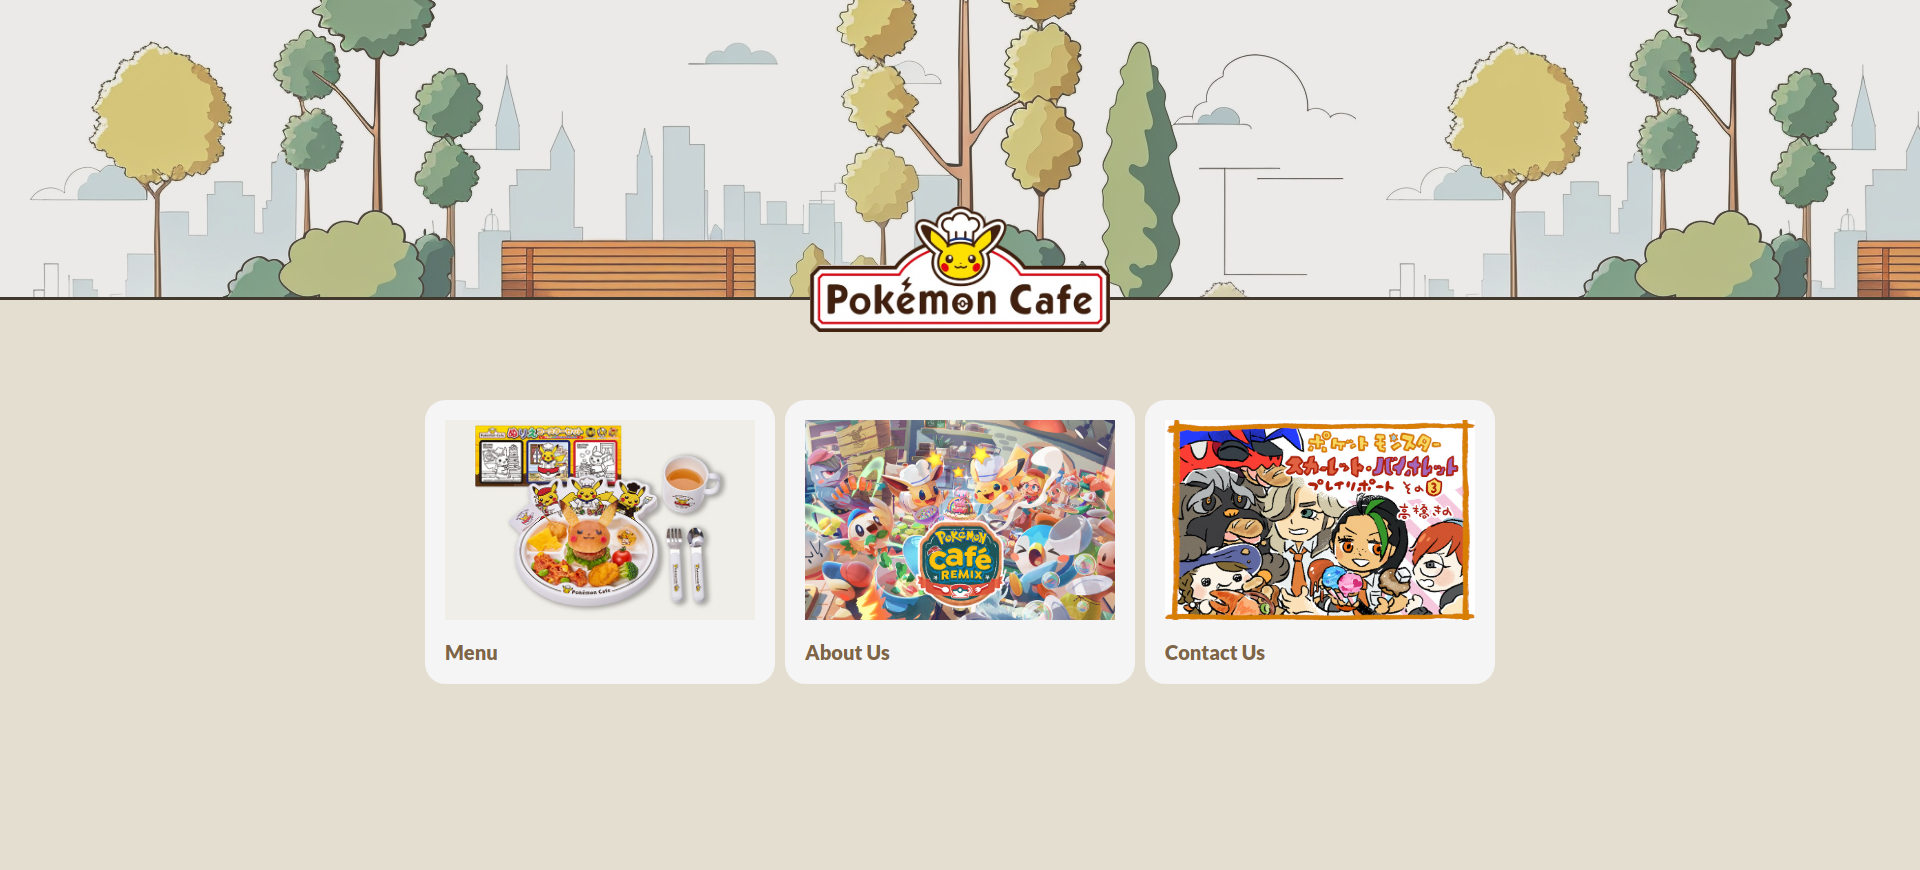 Pokémon Cafe
Pokémon Cafe
Pokémon
Café
REMIX
ポケット モンスター
スカーレット・バイオレット
プレイリポート その3
高橋きの
Menu
About Us
Contact Us